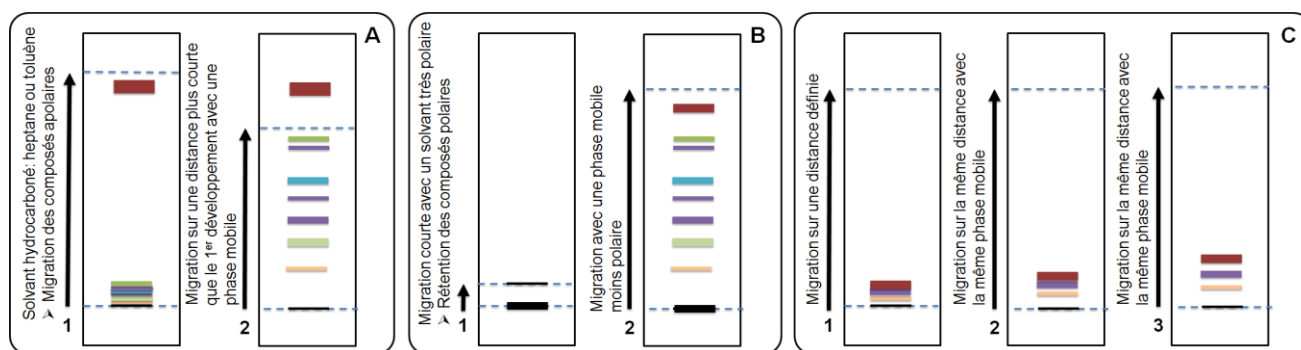 A
Solvant hydrocarboné: heptane ou toluène
➢ Migration des composés apolaires
1
Migration sur une distance plus courte
que le 1er développement avec une
phase mobile
2
B
Migration courte avec un solvant très polaire
➢ Rétention des composés polaires
1
Migration avec une phase mobile
moins polaire
2
C
Migration sur une distance définie
1
Migration sur la même distance avec
la même phase mobile
2
Migration sur la même distance avec
la même phase mobile
3